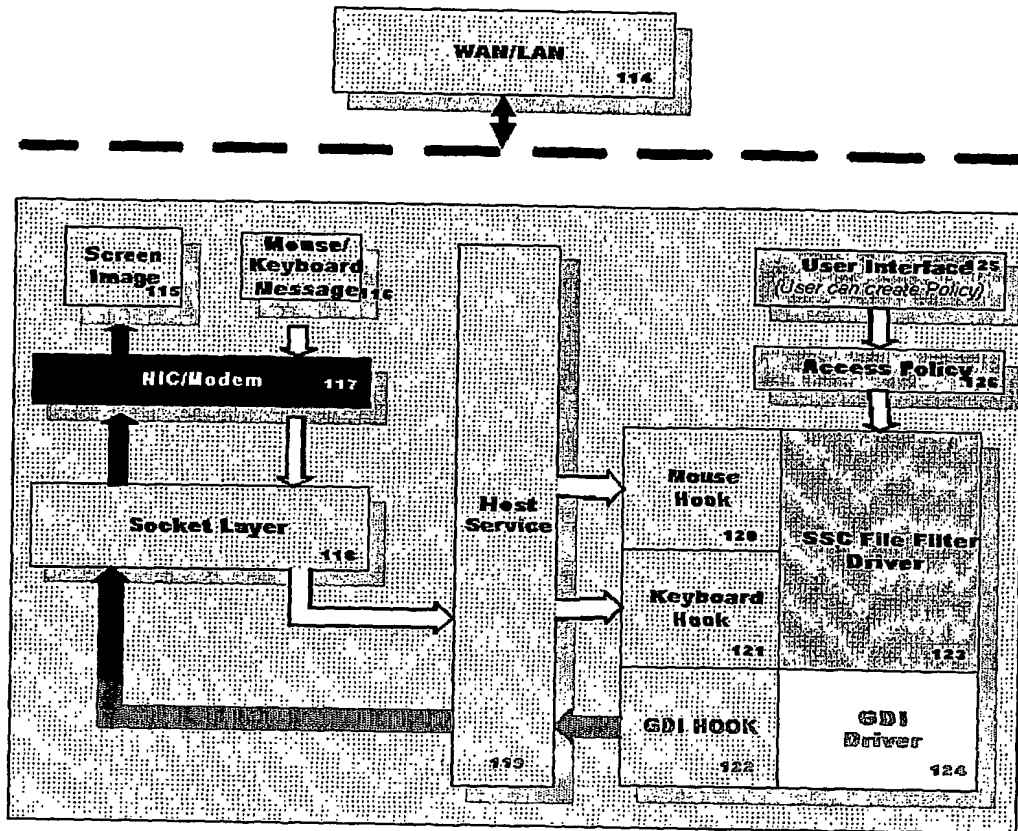 WAN/LAN
114
Screen
Image
115
Mouse/
Keyboard
Message 116
User Interface 125
(User can create Policy)
NIC/Modem 117
Access Policy
126
Socket Layer
118
Host
Service
119
Mouse
Hook
120
SSC File Filter
Driver
123
Keyboard
Hook
121
GDI HOOK
122
GDI
Driver
124